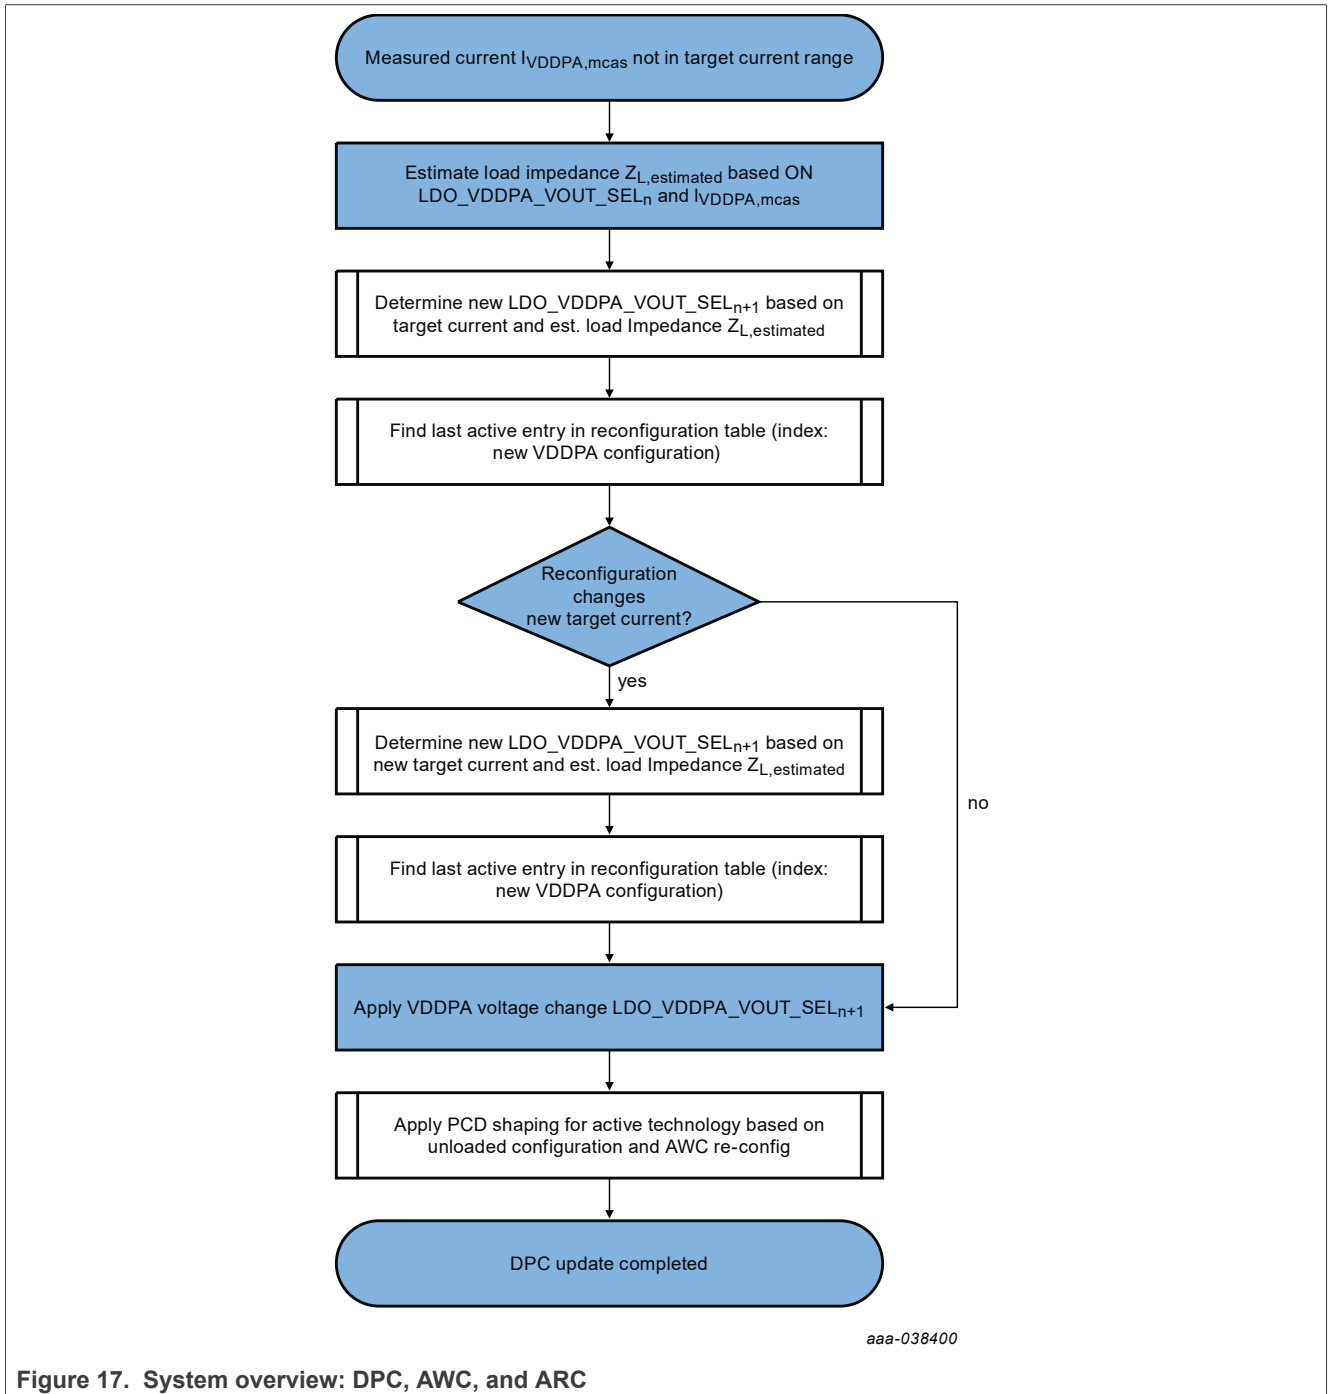 Measured current IVDDPA,mcas not in target current range
Estimate load impedance ZL,estimated based ON
LDO_VDDPA_VOUT_SELn and IVDDPA,mcas
Determine new LDO_VDDPA_VOUT_SELn+1 based on
target current and est. load Impedance ZL,estimated
Find last active entry in reconfiguration table (index:
new VDDPA configuration)
Reconfiguration
changes
new target current?
yes
Determine new LDO_VDDPA_VOUT_SELn+1 based on
new target current and est. load Impedance ZL,estimated
no
Find last active entry in reconfiguration table (index:
new VDDPA configuration)
Apply VDDPA voltage change LDO_VDDPA_VOUT_SELn+1
Apply PCD shaping for active technology based on
unloaded configuration and AWC re-config
DPC update completed
aaa-038400
Figure 17. System overview: DPC, AWC, and ARC